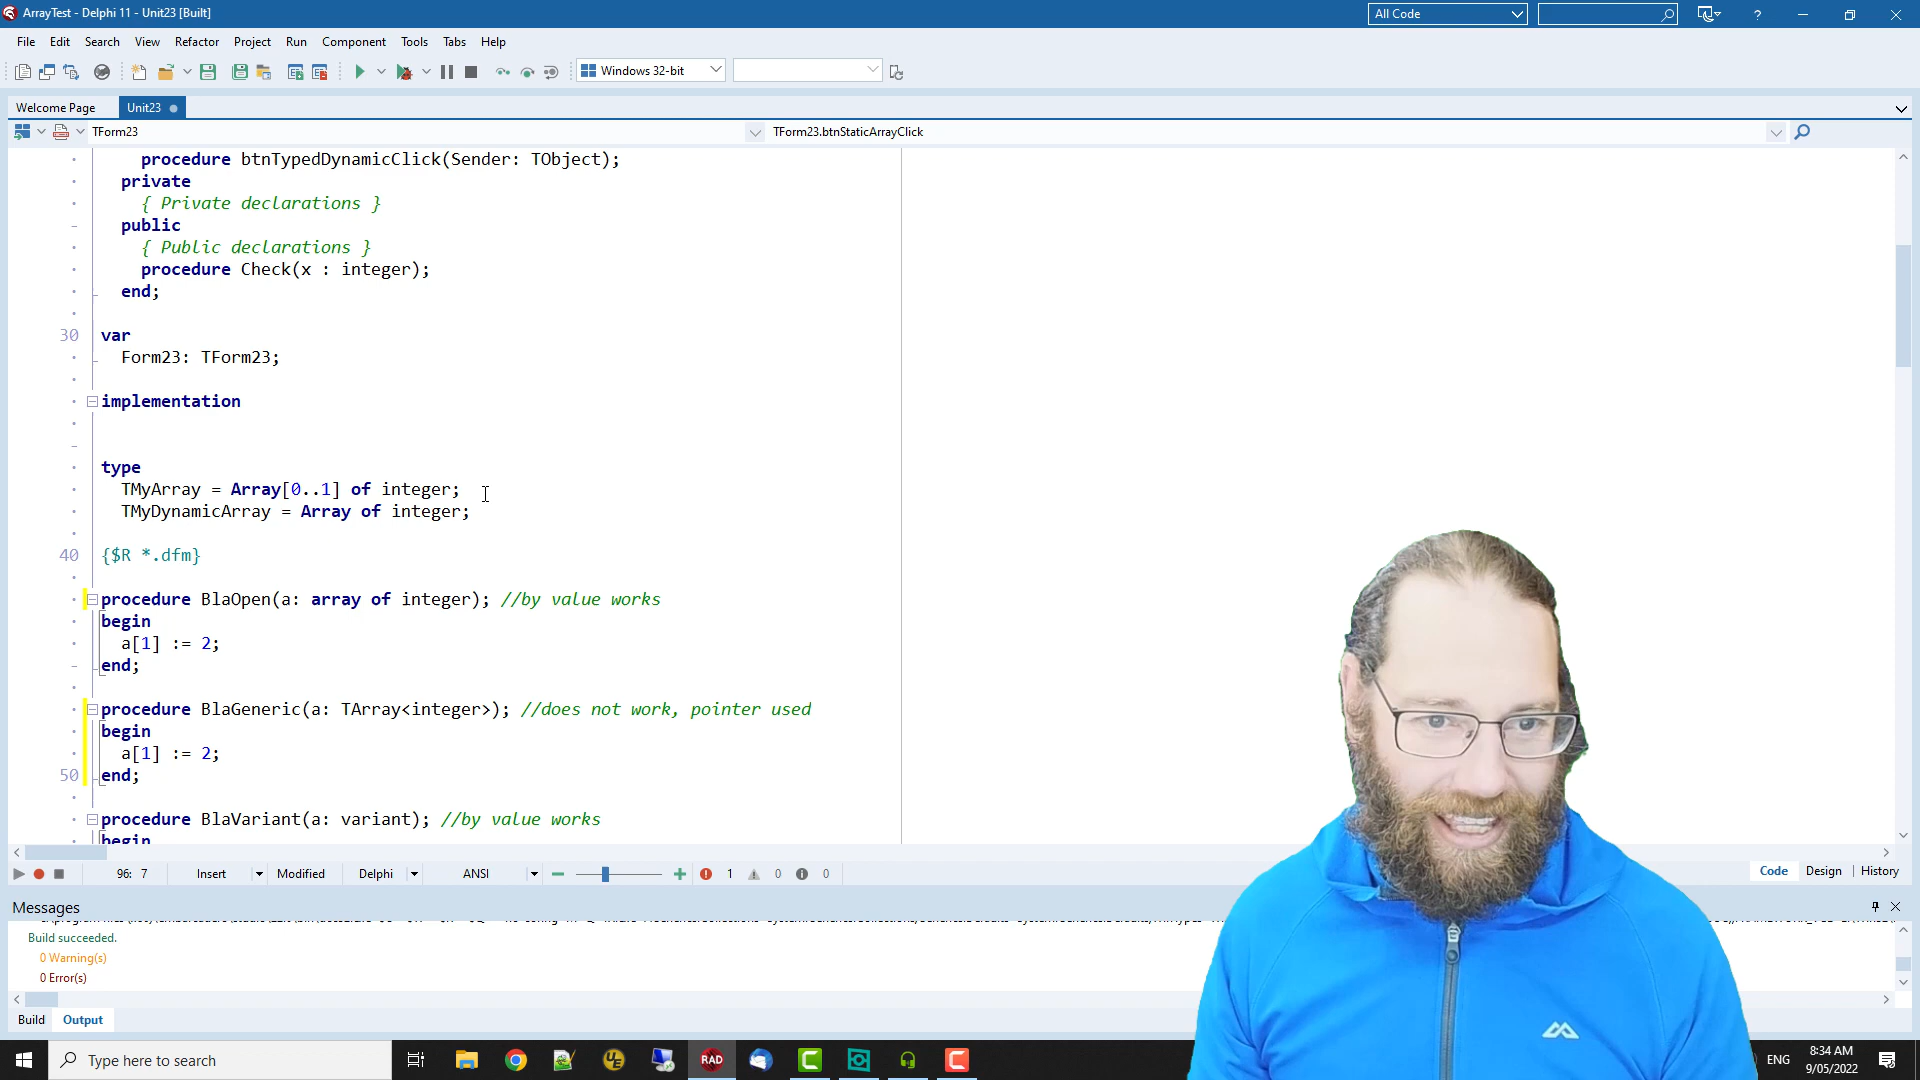 ArrayTest - Delphi 11 - Unit23 [Built]
All Code
File Edit Search View Refactor Project Run Component Tools Tabs Help
Windows 32-bit
Welcome Page Unit23
TForm23 TForm23.btnStaticArrayClick
procedure btnTypedDynamicClick(Sender: TObject);
private
{ Private declarations }
public
{ Public declarations }
procedure Check(x : integer);
end;
30 var
Form23: TForm23;
implementation
type
TMyArray = Array[0..1] of integer;
TMyDynamicArray = Array of integer;
40 {$R *.dfm}
procedure BlaOpen(a: array of integer); //by value works
begin
a[1] := 2;
end;
procedure BlaGeneric(a: TArray<integer>); //does not work, pointer used
begin
a[1] := 2;
50 end;
procedure BlaVariant(a: variant); //by value works
begin
96: 7 Insert Modified Delphi ANSI 1 0 0 Code Design History
Messages
Build succeeded.
0 Warning(s)
0 Error(s)
Build Output
Type here to search
UE
RAD
ENG
8:34 AM
9/05/2022